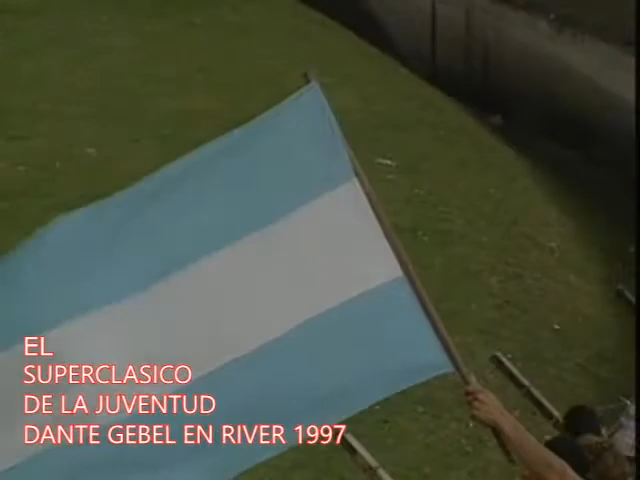 EL
SUPERCLASICO
DE LA JUVENTUD
DANTE GEBEL EN RIVER 1997